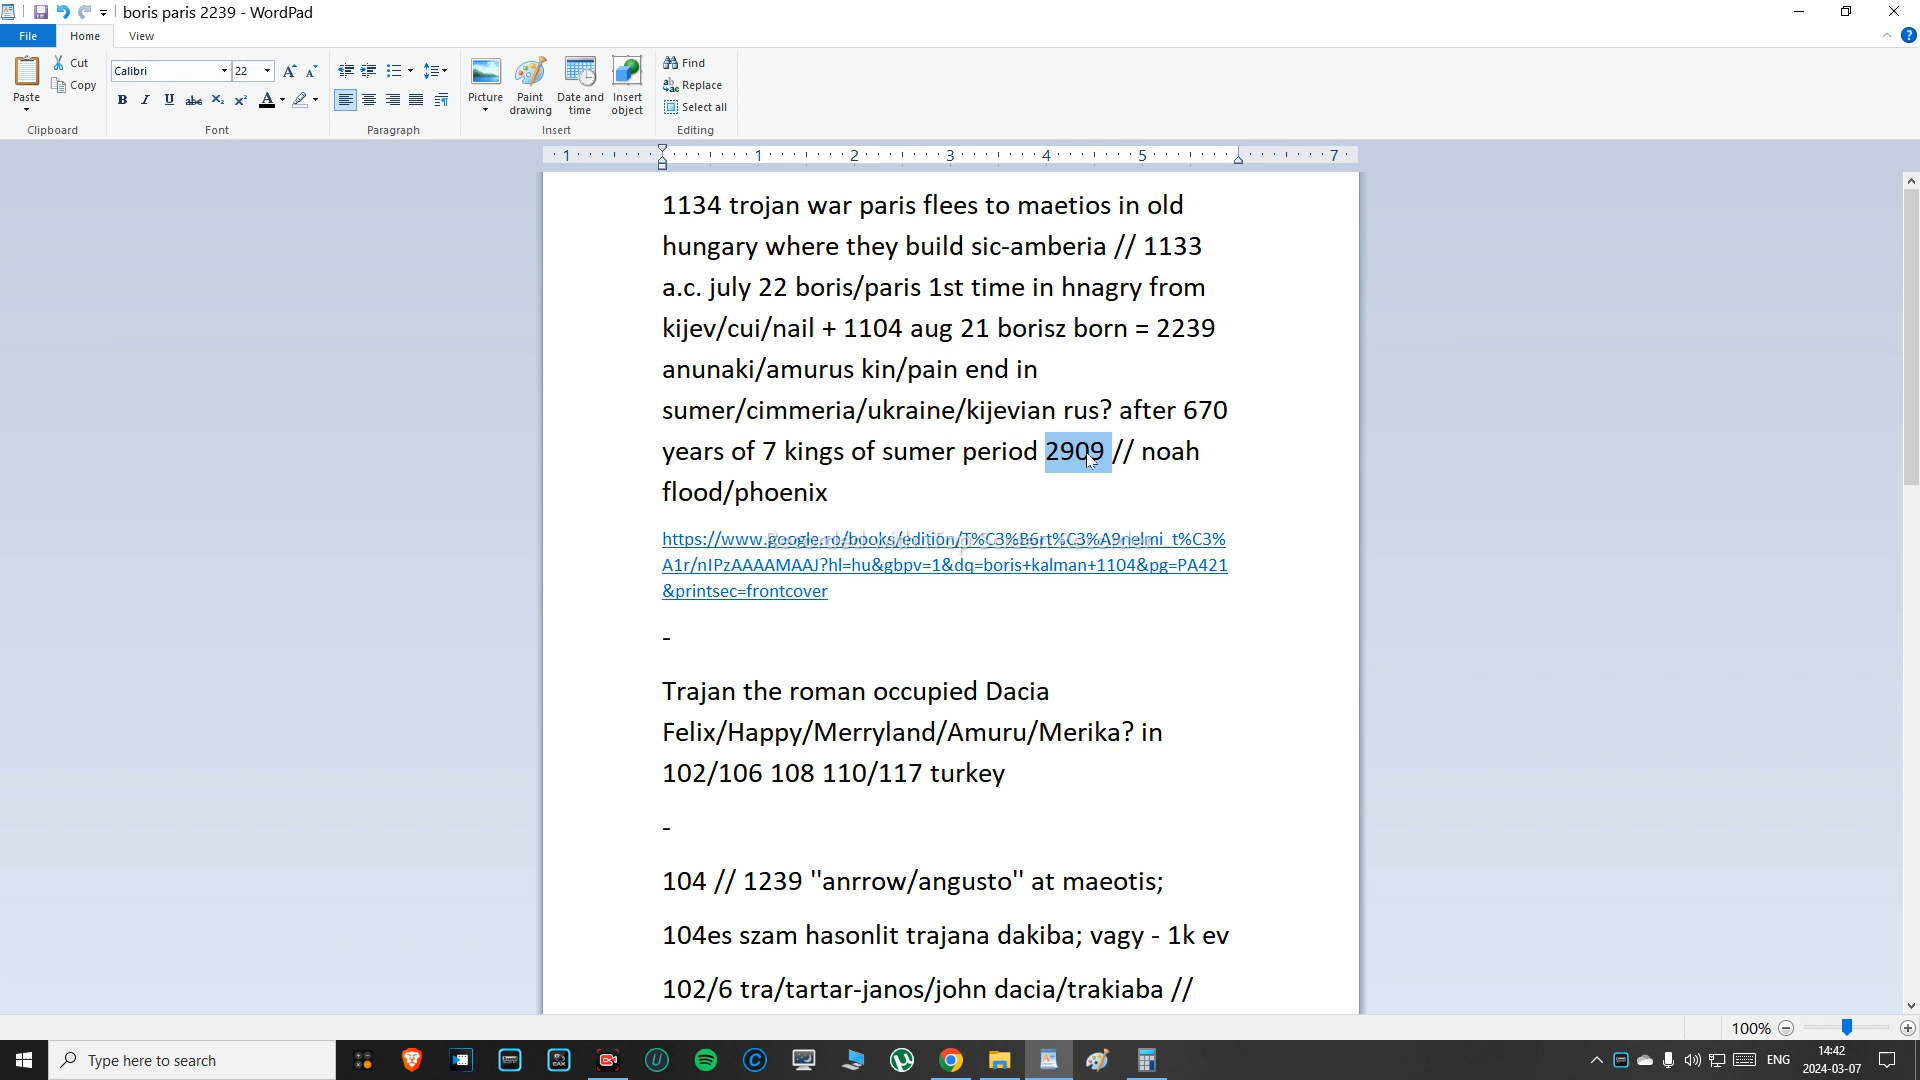 boris paris 2239 - WordPad
File
Home
View
Paste
Cut
Copy
Clipboard
Calibri
22
Font
Paragraph
Picture
Paint drawing
Date and time
Insert object
Insert
Find
Replace
Select all
Editing
1 1 2 3 4 5 7
1134 trojan war paris flees to maetios in old
hungary where they build sic-amberia // 1133
a.c. july 22 boris/paris 1st time in hnagry from
kijev/cui/nail + 1104 aug 21 borisz born = 2239
anunaki/amurus kin/pain end in
sumer/cimmeria/ukraine/kijevian rus? after 670
years of 7 kings of sumer period 2909 // noah
flood/phoenix
https://www.google.ro/books/edition/T%C3%B6rt%C3%A9nelmi_t%C3%
A1r/nIPzAAAAMAAJ?hl=hu&gbpv=1&dq=boris+kalman+1104&pg=PA421
&printsec=frontcover
-
Trajan the roman occupied Dacia
Felix/Happy/Merryland/Amuru/Merika? in
102/106 108 110/117 turkey
-
104 // 1239 "anrrow/angusto" at maeotis;
104es szam hasonlit trajana dakiba; vagy - 1k ev
102/6 tra/tartar-janos/john dacia/trakiaba //
100%
Type here to search
ENG
14:42
2024-03-07